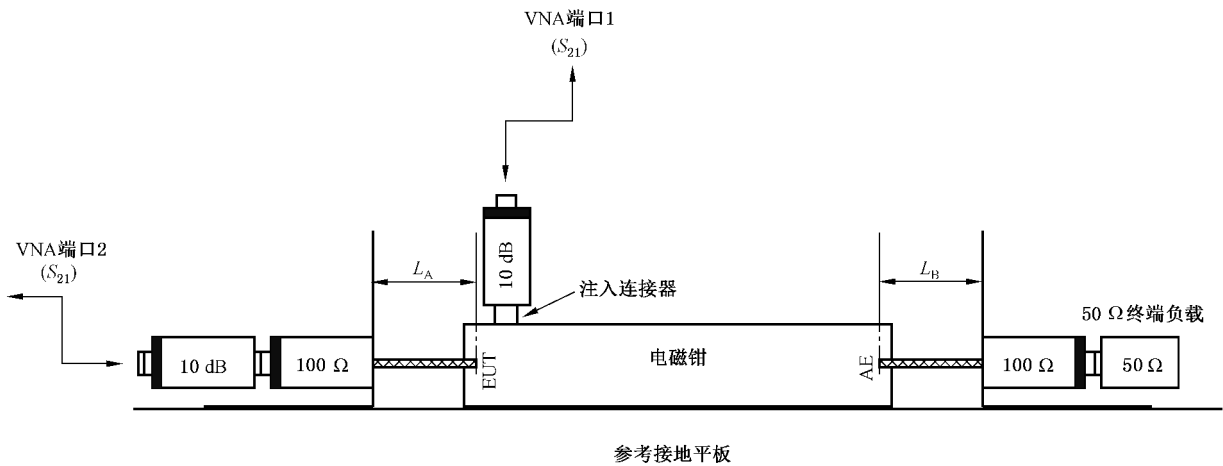 VNA端口1
(S21)
VNA端口2
(S21)
LA
10 dB
注入连接器
LB
50 Ω终端负载
10 dB
100 Ω
EUT
电磁钳
AE
100 Ω
50 Ω
参考接地平板